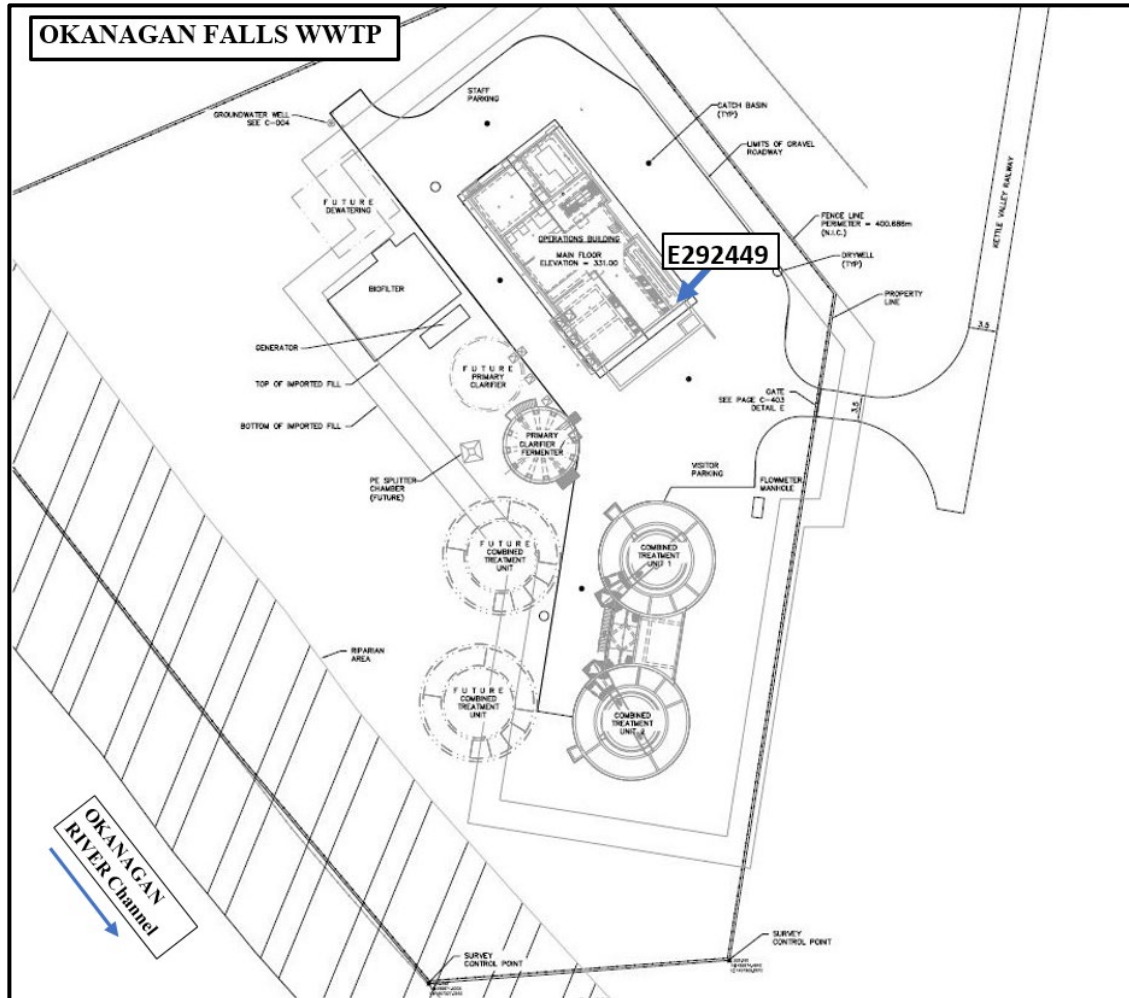 OKANAGAN FALLS WWTP
STAFF
PARKING
GROUNDWATER WELL
SEE C-004
CATCH BASIN
(TYP)
LIMITS OF GRAVEL
ROADWAY
FUTURE
DEWATERING
KETTLE VALLEY RAILWAY
FENCE LINE
PERIMETER = 400.686m
(N.I.C.)
OPERATIONS BUILDING
MAIN FLOOR
ELEVATION = 331.00
E292449
DRYWELL
(TYP)
BIOFILTER
PROPERTY
LINE
3.5
GENERATOR
FUTURE
PRIMARY
CLARIFIER
TOP OF IMPORTED FILL
GATE
SEE PAGE C-403
DETAIL E
3.5
BOTTOM OF IMPORTED FILL
PRIMARY
CLARIFIER
FERMENTER
VISITOR
PARKING
FLOWMETER
MANHOLE
PE SPLITTER
CHAMBER
(FUTURE)
FUTURE
COMBINED
TREATMENT
UNIT
COMBINED
TREATMENT
UNIT 1
RIPARIAN
AREA
FUTURE
COMBINED
TREATMENT
UNIT
COMBINED
TREATMENT
UNIT
OKANAGAN
RIVER Channel
SURVEY
CONTROL POINT
SURVEY
CONTROL POINT